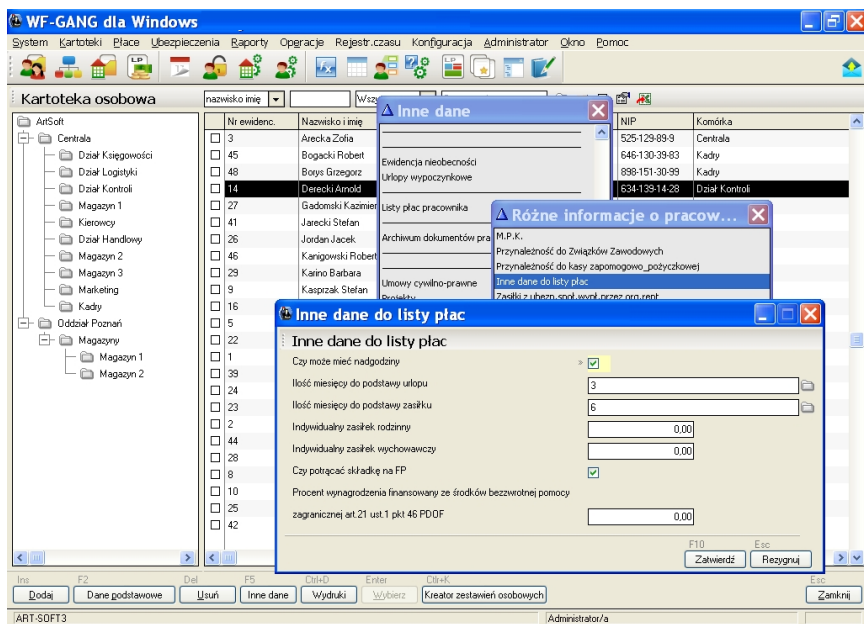 WF-GANG dla Windows
System Kartoteki Płace Ubezpieczenia Raporty Operacje Rejestr.czasu Konfiguracja Administrator Okno Pomoc
Kartoteka osobowa
nazwisko imię
ArtSoft
Centrala
Dział Księgowości
Dział Logistyki
Dział Kontroli
Magazyn 1
Kierowcy
Dział Handlowy
Magazyn 2
Magazyn 3
Marketing
Kadry
Oddział Poznań
Magazyny
Magazyn 1
Magazyn 2
Nr ewidenc. Nazwisko i imię NIP Komórka
3 Arecka Zofia 525-129-89-9 Centrala
45 Bogacki Robert 646-130-39-83 Kadry
48 Borys Grzegorz 898-151-30-99 Kadry
14 Derecki Arnold 634-139-14-28 Dział Kontroli
27 Gadomski Kazimier
41 Jarecki Stefan
26 Jordan Jacek
46 Kanigowski Robert
29 Karino Barbara
9 Kasprzak Stefan
16
5
22
1
39
24
23
2
44
28
8
10
25
42
Inne dane
Ewidencja nieobecności
Urlopy wypoczynkowe
Listy płac pracownika
Archiwum dokumentów pra
Umowy cywilno-prawne
Projekty
Różne informacje o pracow...
M.P.K.
Przynależność do Związków Zawodowych
Przynależność do kasy zapomogowo_pożyczkowej
Inne dane do listy płac
Zasiłki z ubezp.społ.wypł.przez org.rent
Inne dane do listy płac
Inne dane do listy płac
Czy może mieć nadgodziny »
Ilość miesięcy do podstawy urlopu 3
Ilość miesięcy do podstawy zasiłku 6
Indywidualny zasiłek rodzinny 0,00
Indywidualny zasiłek wychowawczy 0,00
Czy potrącać składkę na FP
Procent wynagrodzenia finansowany ze środków bezzwrotnej pomocy
zagranicznej art.21 ust.1 pkt 46 PDOF 0,00
F10 Esc
Zatwierdź Rezygnuj
Ins F2 Del F5 Ctrl+D Enter Ctlr+K Esc
Dodaj Dane podstawowe Usuń Inne dane Wydruki Wybierz Kreator zestawień osobowych Zamknij
ART-SOFT3 Administrator/a